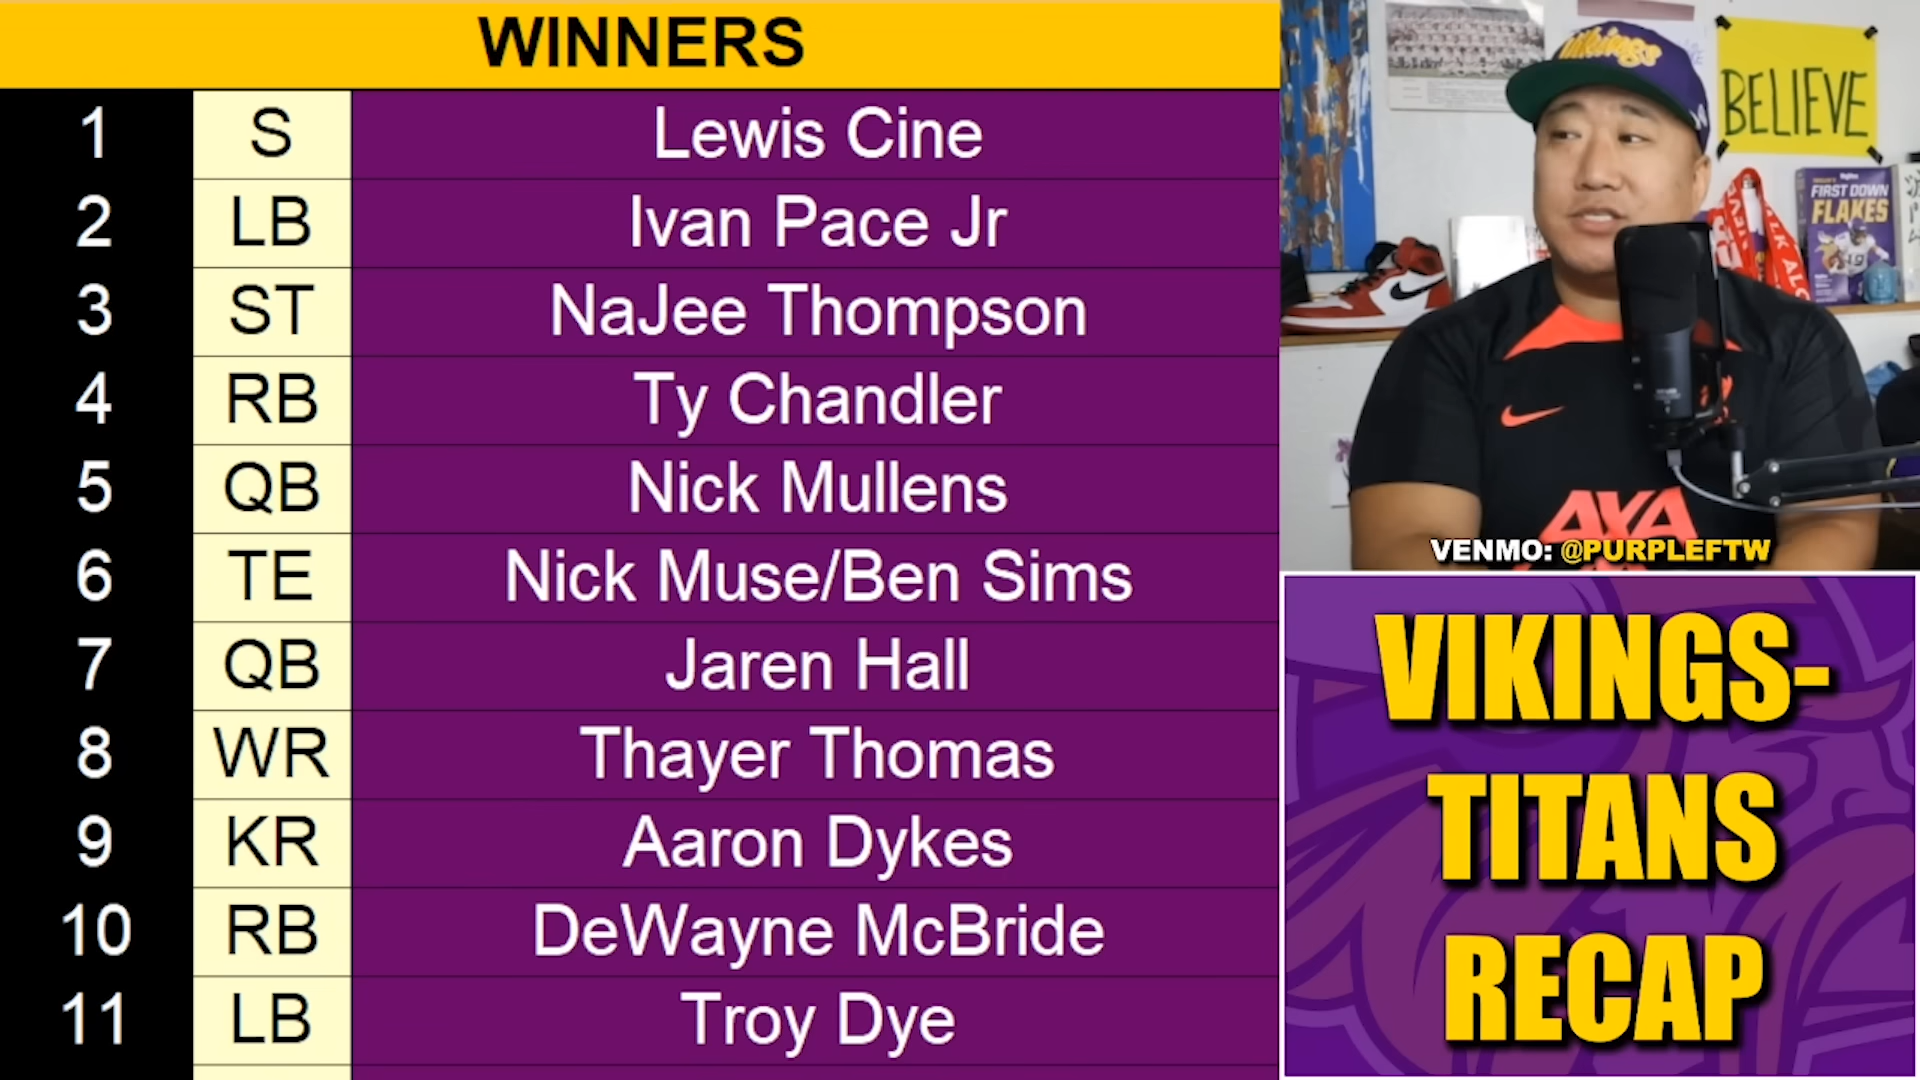 WINNERS
1 S Lewis Cine
2 LB Ivan Pace Jr
3 ST NaJee Thompson
4 RB Ty Chandler
5 QB Nick Mullens
6 TE Nick Muse/Ben Sims
7 QB Jaren Hall
8 WR Thayer Thomas
9 KR Aaron Dykes
10 RB DeWayne McBride
11 LB Troy Dye
Vikings
BELIEVE
FIRST DOWN
FLAKES
AXA
VENMO: @PURPLEFTW
VIKINGS-
TITANS
RECAP